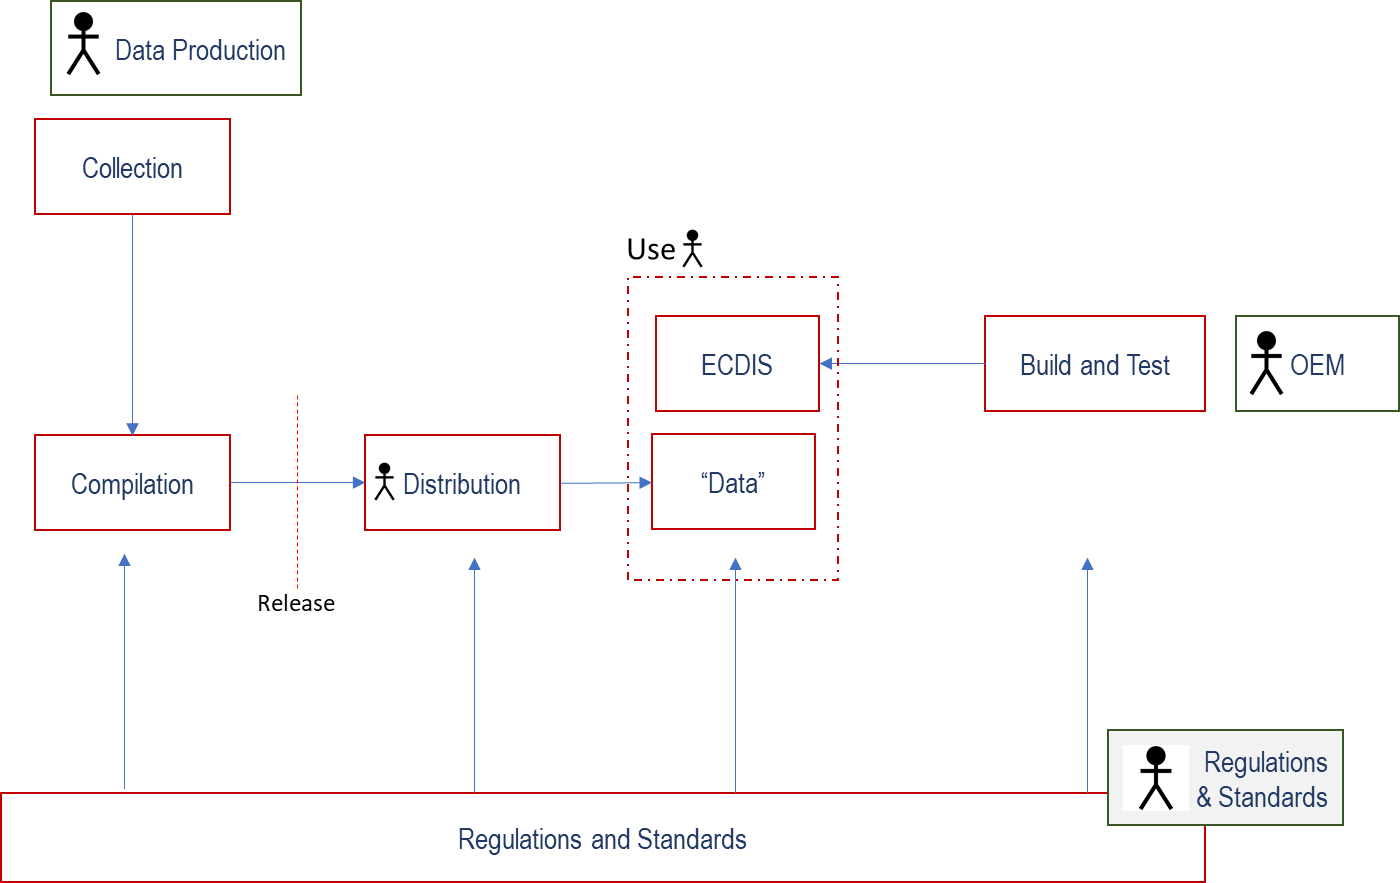 Data Production
Collection
Use
ECDIS
Build and Test
OEM
Compilation
Distribution
“Data”
Release
Regulations
& Standards
Regulations and Standards